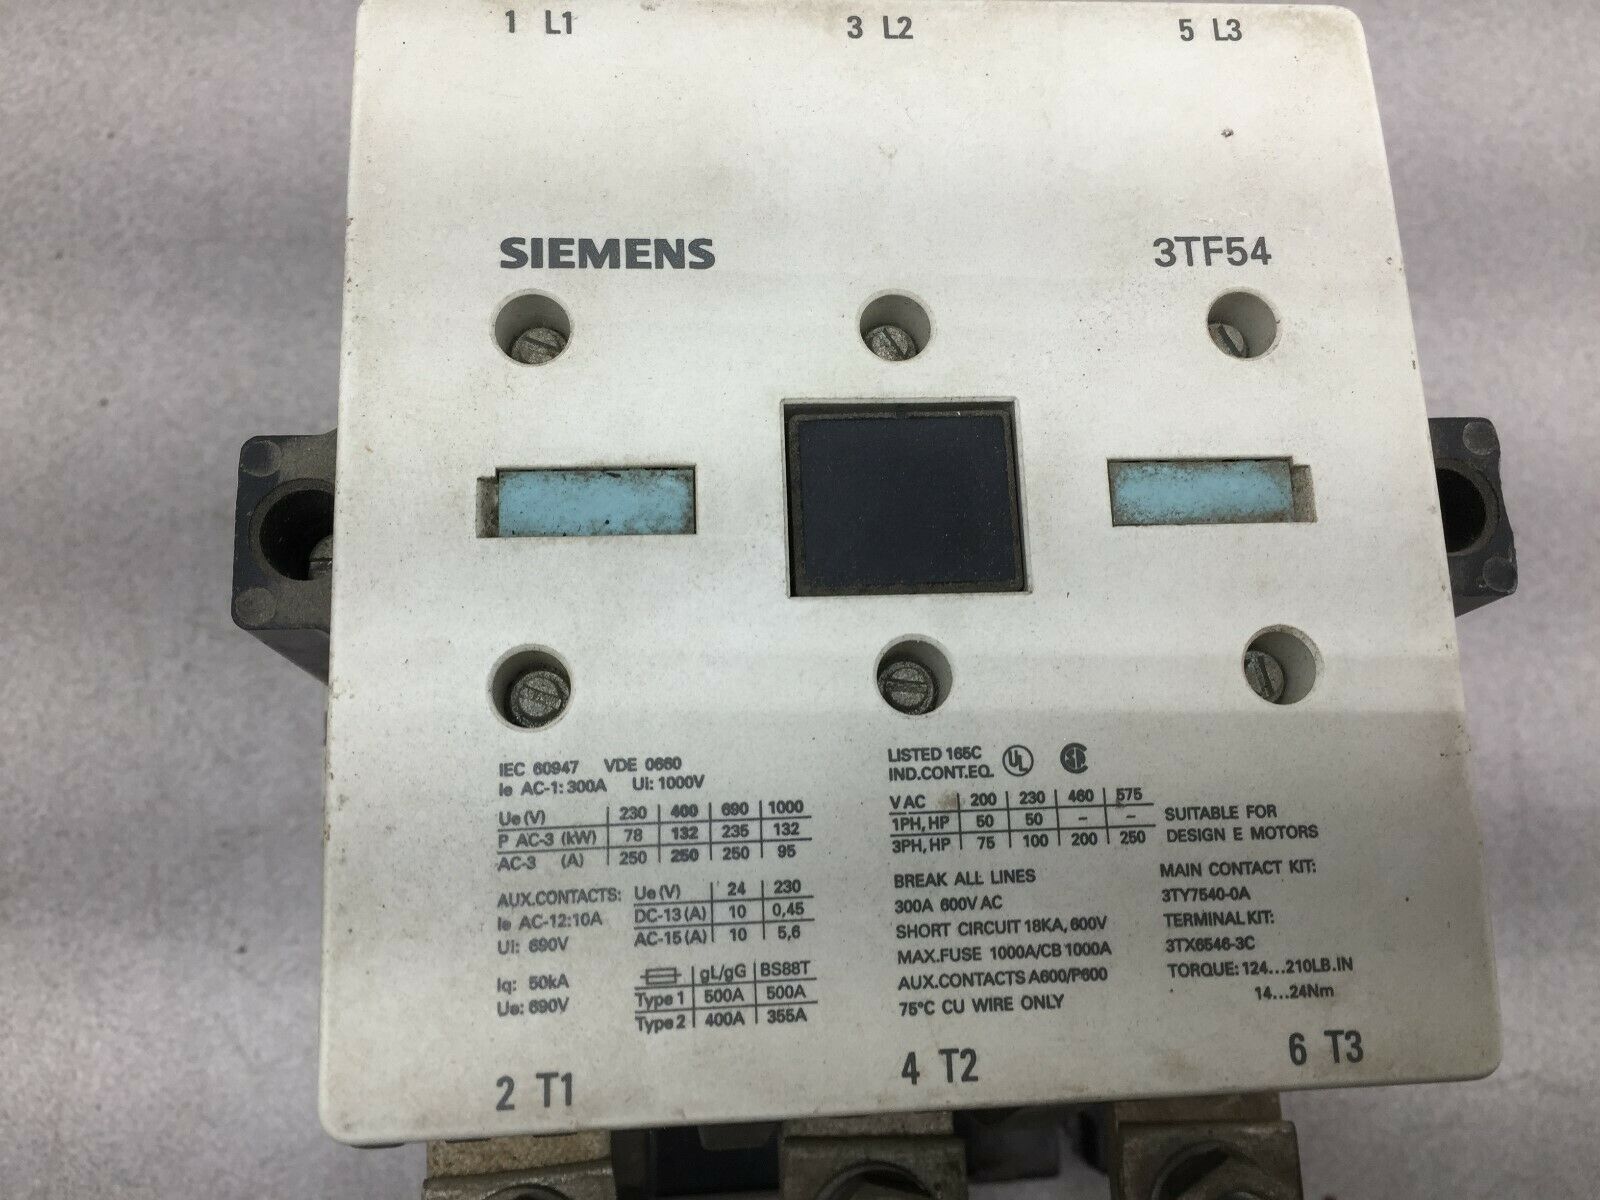 1 L1 3 L2 5 L3
SIEMENS 3TF54
IEC 60947 VDE 0660
Ie AC-1: 300A Ui: 1000V
Ue (V) 230 400 690 1000
P AC-3 (kW) 78 132 235 132
AC-3 (A) 250 250 250 95
AUX.CONTACTS:
Ie AC-12:10A
Ui: 690V
Ue (V) 24 230
DC-13 (A) 10 0,45
AC-15 (A) 10 5,6
Iq: 50kA
Ue: 690V
gL/gG BS88T
Type 1 500A 500A
Type 2 400A 355A
LISTED 165C
IND.CONT.EQ. UL SA
V AC 200 230 460 575
1PH, HP 50 50 – –
3PH, HP 75 100 200 250
BREAK ALL LINES
300A 600V AC
SHORT CIRCUIT 18KA, 600V
MAX.FUSE 1000A/CB 1000A
AUX.CONTACTS A600/P600
75°C CU WIRE ONLY
SUITABLE FOR
DESIGN E MOTORS
MAIN CONTACT KIT:
3TY7540-0A
TERMINAL KIT:
3TX6546-3C
TORQUE: 124...210LB.IN
14...24Nm
2 T1 4 T2 6 T3